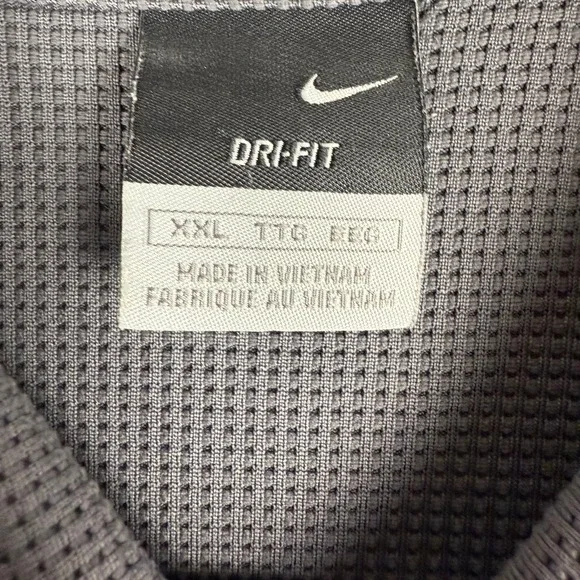 DRI-FIT
XXL TTG EEG
MADE IN VIETNAM
FABRIQUE AU VIETNAM